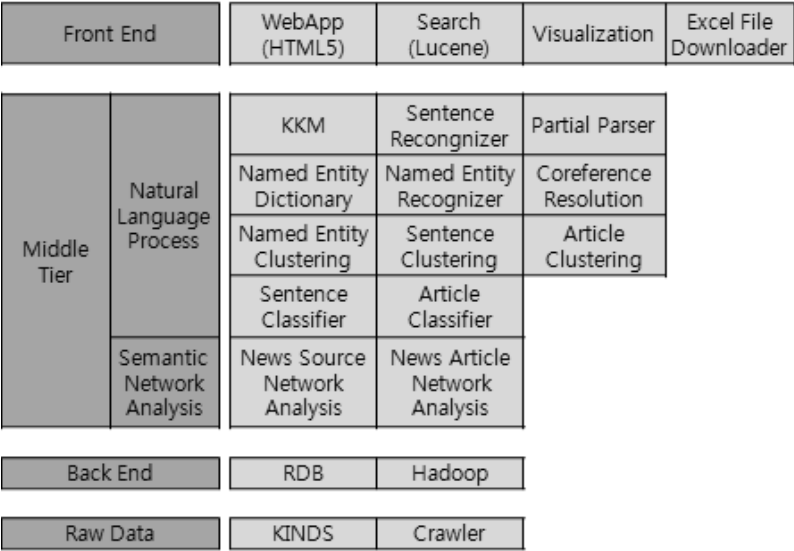 Front End
WebApp
(HTML5)
Search
(Lucene)
Visualization
Excel File
Downloader
Middle
Tier
Natural
Language
Process
KKM
Sentence
Recongnizer
Partial Parser
Named Entity
Dictionary
Named Entity
Recognizer
Coreference
Resolution
Named Entity
Clustering
Sentence
Clustering
Article
Clustering
Sentence
Classifier
Article
Classifier
Semantic
Network
Analysis
News Source
Network
Analysis
News Article
Network
Analysis
Back End
RDB
Hadoop
Raw Data
KINDS
Crawler